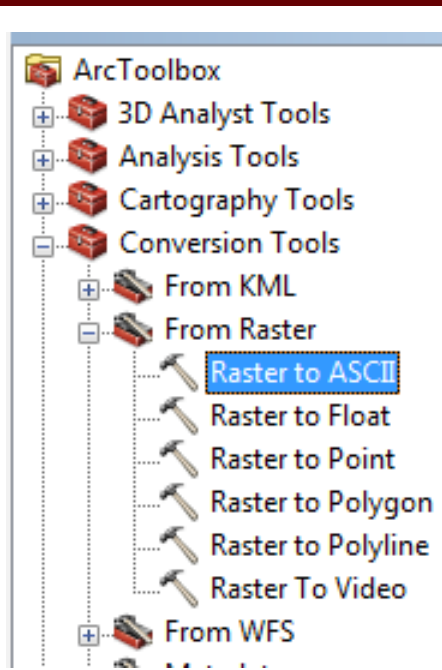 ArcToolbox
3D Analyst Tools
Analysis Tools
Cartography Tools
Conversion Tools
From KML
From Raster
Raster to ASCII
Raster to Float
Raster to Point
Raster to Polygon
Raster to Polyline
Raster To Video
From WFS